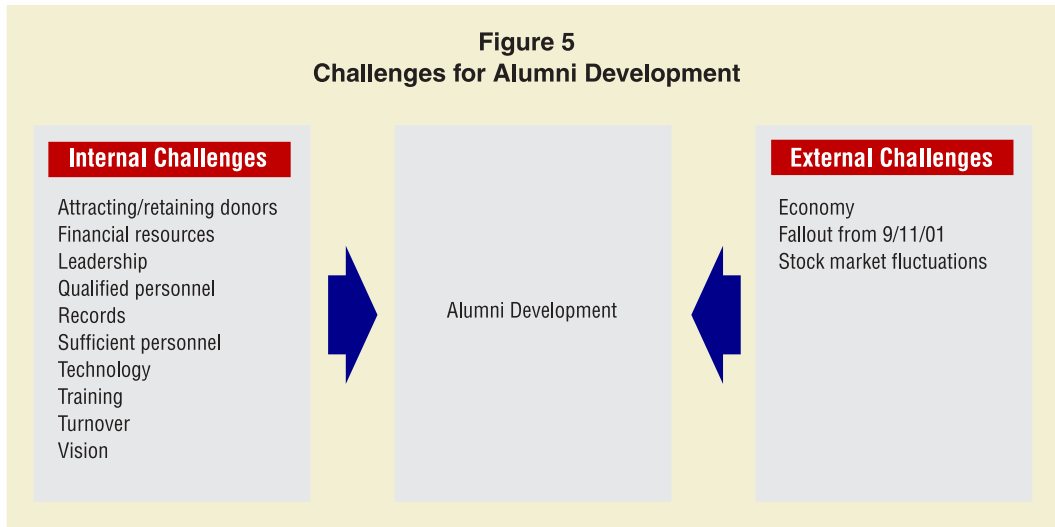 Figure 5
Challenges for Alumni Development
Internal Challenges
Attracting/retaining donors
Financial resources
Leadership
Qualified personnel
Records
Sufficient personnel
Technology
Training
Turnover
Vision
Alumni Development
External Challenges
Economy
Fallout from 9/11/01
Stock market fluctuations